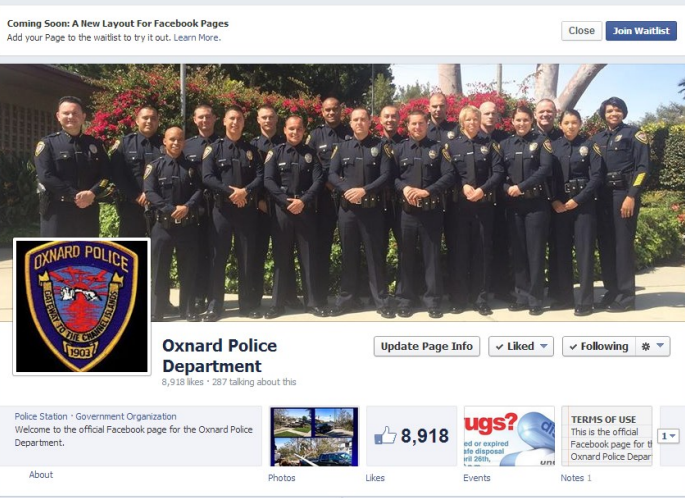 Coming Soon: A New Layout For Facebook Pages
Add your Page to the waitlist to try it out. Learn More.
Close
Join Waitlist
OXNARD POLICE
GATEWAY TO THE CHANNEL ISLANDS
1903
Oxnard Police
Department
8,918 likes · 287 talking about this
Update Page Info
Liked
Following
Police Station · Government Organization
Welcome to the official Facebook page for the Oxnard Police
Department.
About
Photos
8,918
Likes
ugs?
ed or expired
afe disposal
ril 26th,
Events
TERMS OF USE
This is the official
Facebook page for th
Oxnard Police Depar
Notes 1
1